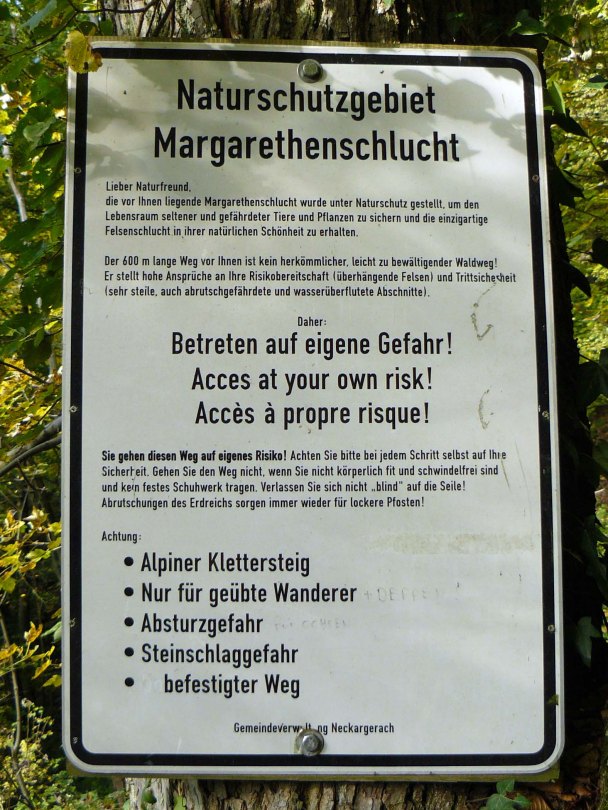 Naturschutzgebiet
Margarethenschlucht
Lieber Naturfreund,
die vor Ihnen liegende Margarethenschlucht wurde unter Naturschutz gestellt, um den
Lebensraum seltener und gefährdeter Tiere und Pflanzen zu sichern und die einzigartige
Felsenschlucht in ihrer natürlichen Schönheit zu erhalten.
Der 600 m lange Weg vor Ihnen ist kein herkömmlicher, leicht zu bewältigender Waldweg!
Er stellt hohe Ansprüche an Ihre Risikobereitschaft (überhängende Felsen) und Trittsicherheit
(sehr steile, auch abrutschgefährdete und wasserüberflutete Abschnitte).
Daher:
Betreten auf eigene Gefahr!
Acces at your own risk!
Accès à propre risque!
Sie gehen diesen Weg auf eigenes Risiko! Achten Sie bitte bei jedem Schritt selbst auf Ihre
Sicherheit. Gehen Sie den Weg nicht, wenn Sie nicht körperlich fit und schwindelfrei sind
und kein festes Schuhwerk tragen. Verlassen Sie sich nicht „blind" auf die Seile!
Abrutschungen des Erdreichs sorgen immer wieder für lockere Pfosten!
Achtung:
• Alpiner Klettersteig
• Nur für geübte Wanderer
• Absturzgefahr
• Steinschlaggefahr
• befestigter Weg
Gemeindeverwaltung Neckargerach